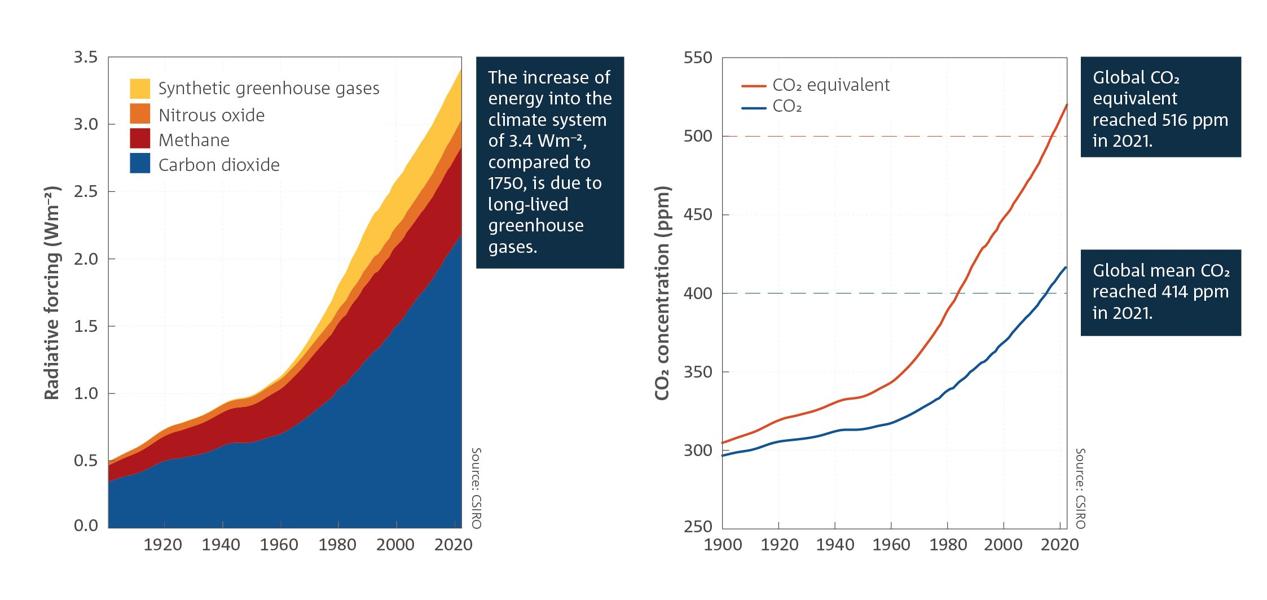 3.5
3.0
2.5
2.0
1.5
1.0
0.5
0.0
Radiative forcing (Wm⁻²)
Synthetic greenhouse gases
Nitrous oxide
Methane
Carbon dioxide
1920 1940 1960 1980 2000 2020
Source: CSIRO
The increase of
energy into the
climate system
of 3.4 Wm⁻²,
compared to
1750, is due to
long-lived
greenhouse
gases.
550
500
450
400
350
300
250
CO₂ concentration (ppm)
CO₂ equivalent
CO₂
1900 1920 1940 1960 1980 2000 2020
Source: CSIRO
Global CO₂
equivalent
reached 516 ppm
in 2021.
Global mean CO₂
reached 414 ppm
in 2021.